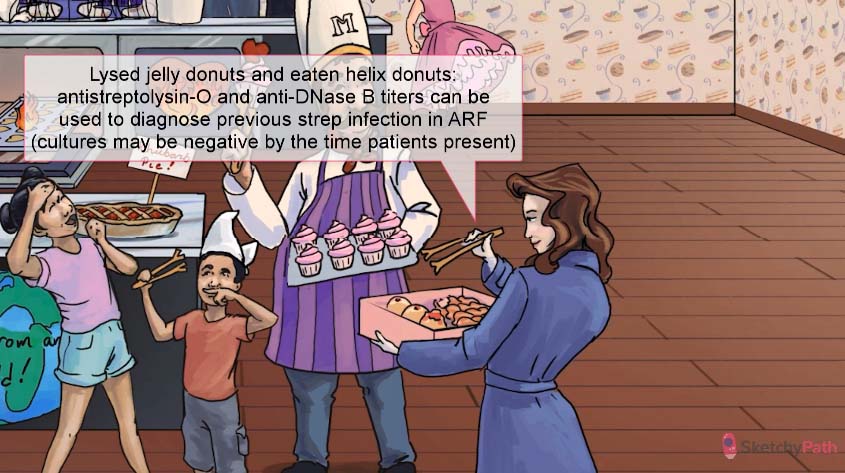 M
Lysed jelly donuts and eaten helix donuts:
antistreptolysin-O and anti-DNase B titers can be
used to diagnose previous strep infection in ARF
(cultures may be negative by the time patients present)
Pie!
rom an
d!
SketchyPath